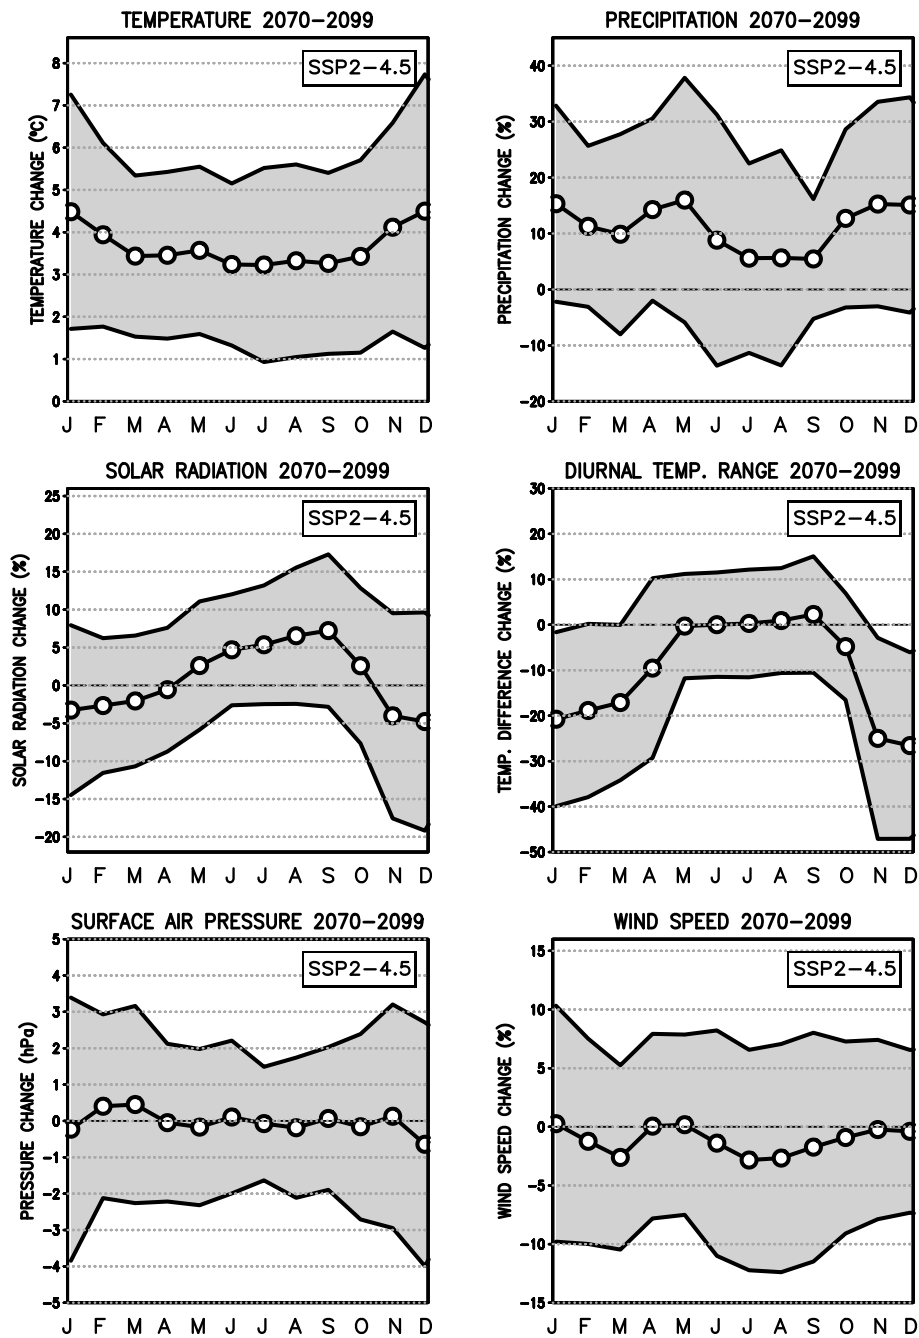 TEMPERATURE 2070-2099
SSP2-4.5
TEMPERATURE CHANGE (°C)
8
7
6
5
4
3
2
1
0
J F M A M J J A S O N D
PRECIPITATION 2070-2099
SSP2-4.5
PRECIPITATION CHANGE (%)
40
30
20
10
0
-10
-20
J F M A M J J A S O N D
SOLAR RADIATION 2070-2099
SSP2-4.5
SOLAR RADIATION CHANGE (%)
25
20
15
10
5
0
-5
-10
-15
-20
J F M A M J J A S O N D
DIURNAL TEMP. RANGE 2070-2099
SSP2-4.5
TEMP. DIFFERENCE CHANGE (%)
30
20
10
0
-10
-20
-30
-40
-50
J F M A M J J A S O N D
SURFACE AIR PRESSURE 2070-2099
SSP2-4.5
PRESSURE CHANGE (hPa)
5
4
3
2
1
0
-1
-2
-3
-4
-5
J F M A M J J A S O N D
WIND SPEED 2070-2099
SSP2-4.5
WIND SPEED CHANGE (%)
15
10
5
0
-5
-10
-15
J F M A M J J A S O N D